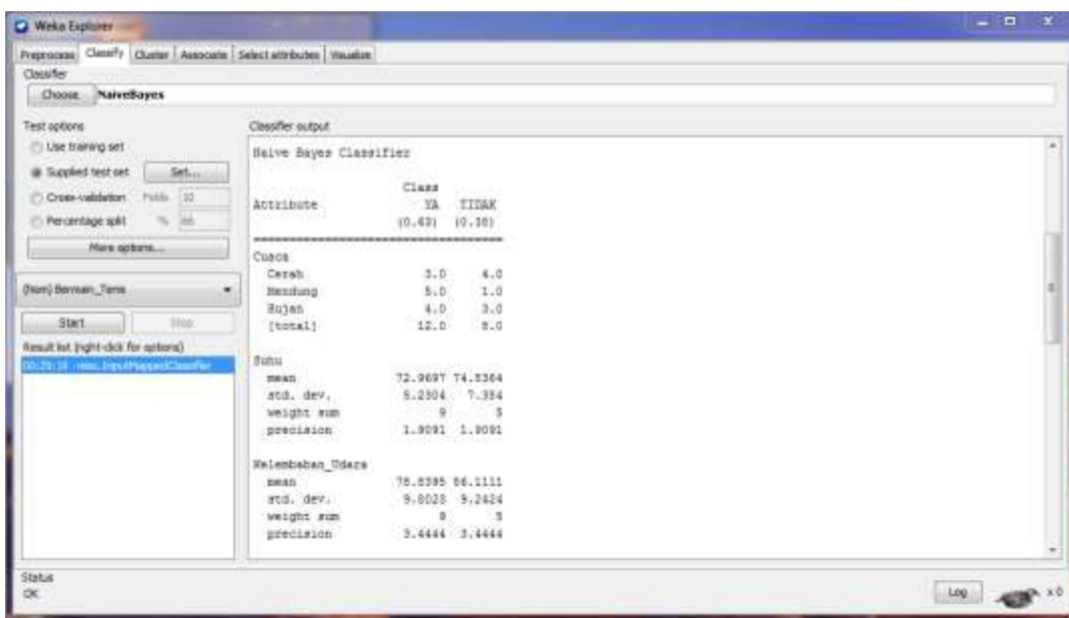 Weka Explorer
Preprocess Classify Cluster Associate Select attributes Visualize
Classifier
Choose NaiveBayes
Test options
Use training set
Supplied test set Set...
Cross-validation Folds 10
Percentage split % 66
More options...
(Nom) Bermain_Tenis
Start Stop
Result list (right-click for options)
misc.InputMappedClassifier
Classifier output
Naive Bayes Classifier
Class
Attribute YA TIDAK
(0.63) (0.38)
Cuaca
Cerah 3.0 4.0
Mendung 5.0 1.0
Hujan 4.0 3.0
[total] 12.0 8.0
Suhu
mean 72.9697 74.8364
std. dev. 5.2304 7.384
weight sum 9 5
precision 1.9091 1.9091
Kelembaban_Udara
mean 78.8395 86.1111
std. dev. 9.8023 9.2424
weight sum 9 5
precision 3.4444 3.4444
Status
OK
Log x 0